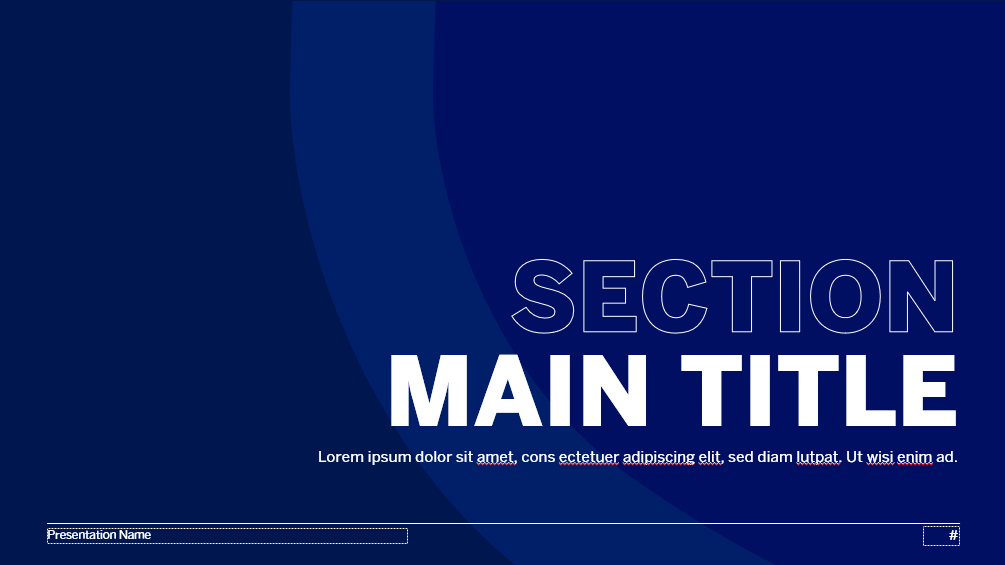 SECTION
MAIN TITLE
Lorem ipsum dolor sit amet, cons ectetuer adipiscing elit, sed diam lutpat. Ut wisi enim ad.
Presentation Name
#